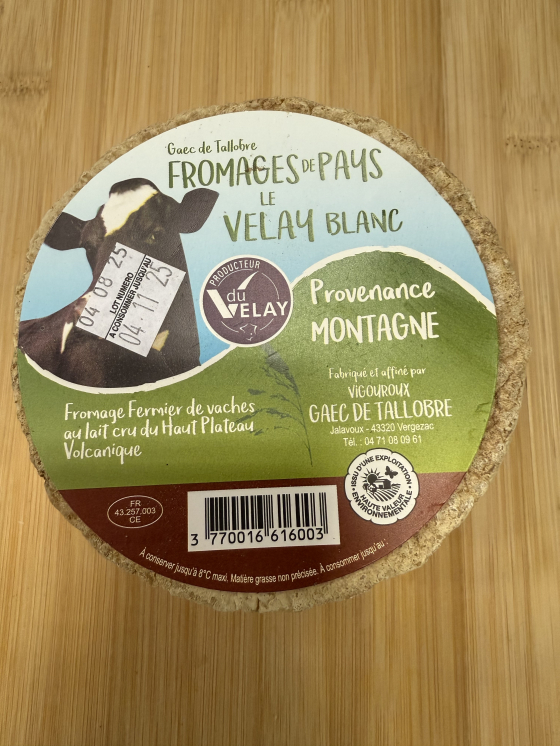 Gaec de Tallobre
FROMAGES DE PAYS
LE
VELAY BLANC
04 08 25
LOT NUMERO
A CONSOMMER JUSQU'AU
04 11 25
PRODUCTEUR
du
VELAY
Provenance
MONTAGNE
Fabriqué et affiné par
VIGOUROUX
GAEC DE TALLOBRE
Jalavoux - 43320 Vergezac
Tél. : 04 71 08 09 61
Fromage Fermier de vaches
au lait cru du Haut Plateau
Volcanique
• ISSU D'UNE EXPLOITATION •
HAUTE VALEUR
ENVIRONNEMENTALE
FR
43.257.003
CE
3 770016 616003
A conserver jusqu'à 8°C maxi. Matière grasse non précisée. A consommer jusqu'au :